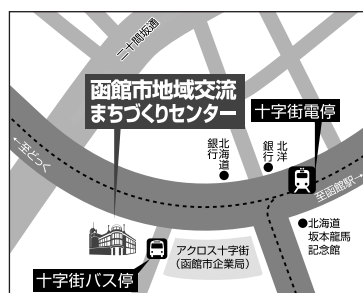 二十間坂通
函館市地域交流
まちづくりセンター
十字街電停
←至どっく
北海道
銀行
北洋
銀行
至函館駅→
北海道
坂本龍馬
記念館
アクロス十字街
(函館市企業局)
十字街バス停